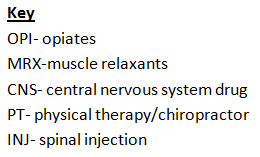 Key
OPI- opiates
MRX-muscle relaxants
CNS- central nervous system drug
PT- physical therapy/chiropractor
INJ- spinal injection